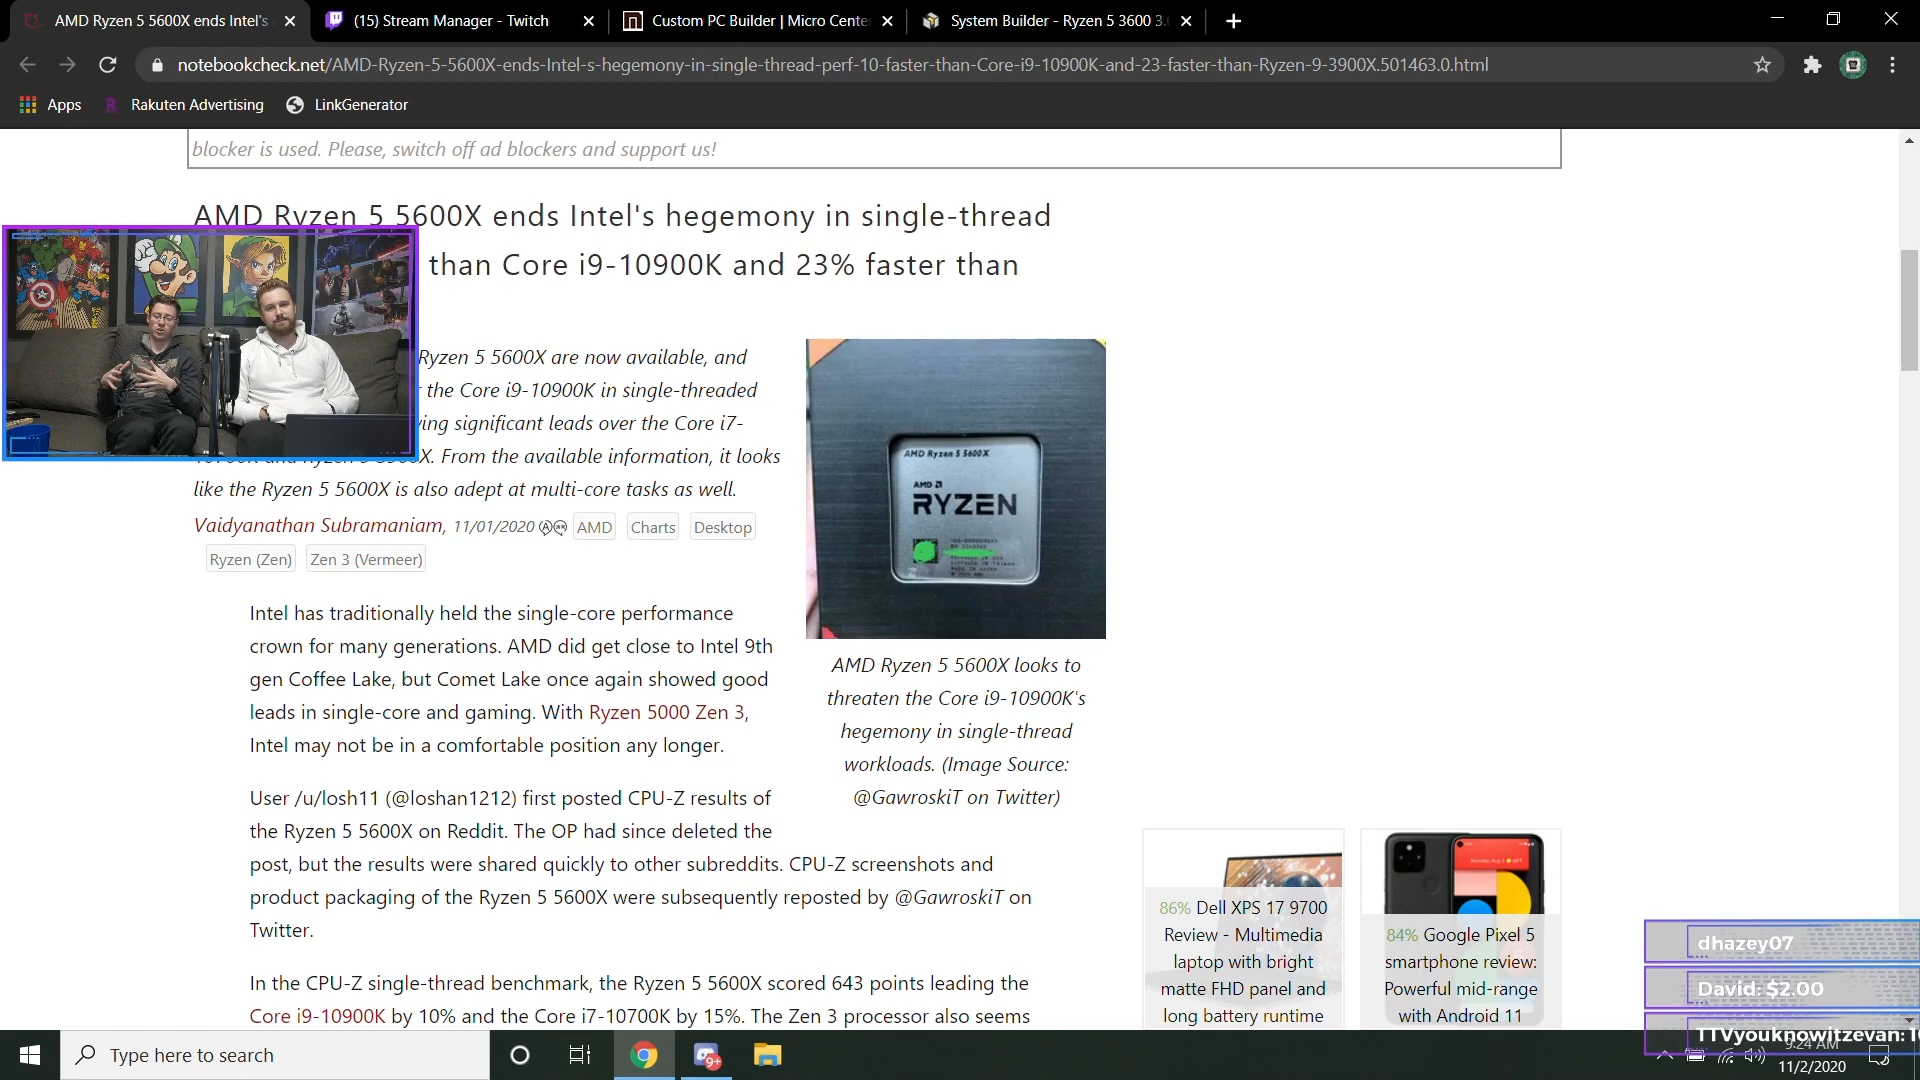 AMD Ryzen 5 5600X ends Intel's
(15) Stream Manager - Twitch
Custom PC Builder | Micro Cente
System Builder - Ryzen 5 3600 3.
notebookcheck.net/AMD-Ryzen-5-5600X-ends-Intel-s-hegemony-in-single-thread-perf-10-faster-than-Core-i9-10900K-and-23-faster-than-Ryzen-9-3900X.501463.0.html
Apps
Rakuten Advertising
LinkGenerator
blocker is used. Please, switch off ad blockers and support us!
AMD Ryzen 5 5600X ends Intel's hegemony in single-thread
than Core i9-10900K and 23% faster than
Ryzen 5 5600X are now available, and
the Core i9-10900K in single-threaded
ing significant leads over the Core i7-
X. From the available information, it looks
like the Ryzen 5 5600X is also adept at multi-core tasks as well.
Vaidyanathan Subramaniam, 11/01/2020
AMD
Charts
Desktop
Ryzen (Zen)
Zen 3 (Vermeer)
AMD Ryzen 5 5600X
AMD
RYZEN
AMD Ryzen 5 5600X looks to
threaten the Core i9-10900K's
hegemony in single-thread
workloads. (Image Source:
@GawroskiT on Twitter)
Intel has traditionally held the single-core performance
crown for many generations. AMD did get close to Intel 9th
gen Coffee Lake, but Comet Lake once again showed good
leads in single-core and gaming. With Ryzen 5000 Zen 3,
Intel may not be in a comfortable position any longer.
User /u/losh11 (@loshan1212) first posted CPU-Z results of
the Ryzen 5 5600X on Reddit. The OP had since deleted the
post, but the results were shared quickly to other subreddits. CPU-Z screenshots and
product packaging of the Ryzen 5 5600X were subsequently reposted by @GawroskiT on
Twitter.
In the CPU-Z single-thread benchmark, the Ryzen 5 5600X scored 643 points leading the
Core i9-10900K by 10% and the Core i7-10700K by 15%. The Zen 3 processor also seems
86% Dell XPS 17 9700
Review - Multimedia
laptop with bright
matte FHD panel and
long battery runtime
84% Google Pixel 5
smartphone review:
Powerful mid-range
with Android 11
dhazey07
David: $2.00
TTVyouknowitzevan: 1
Type here to search
9+
9:24 AM
11/2/2020